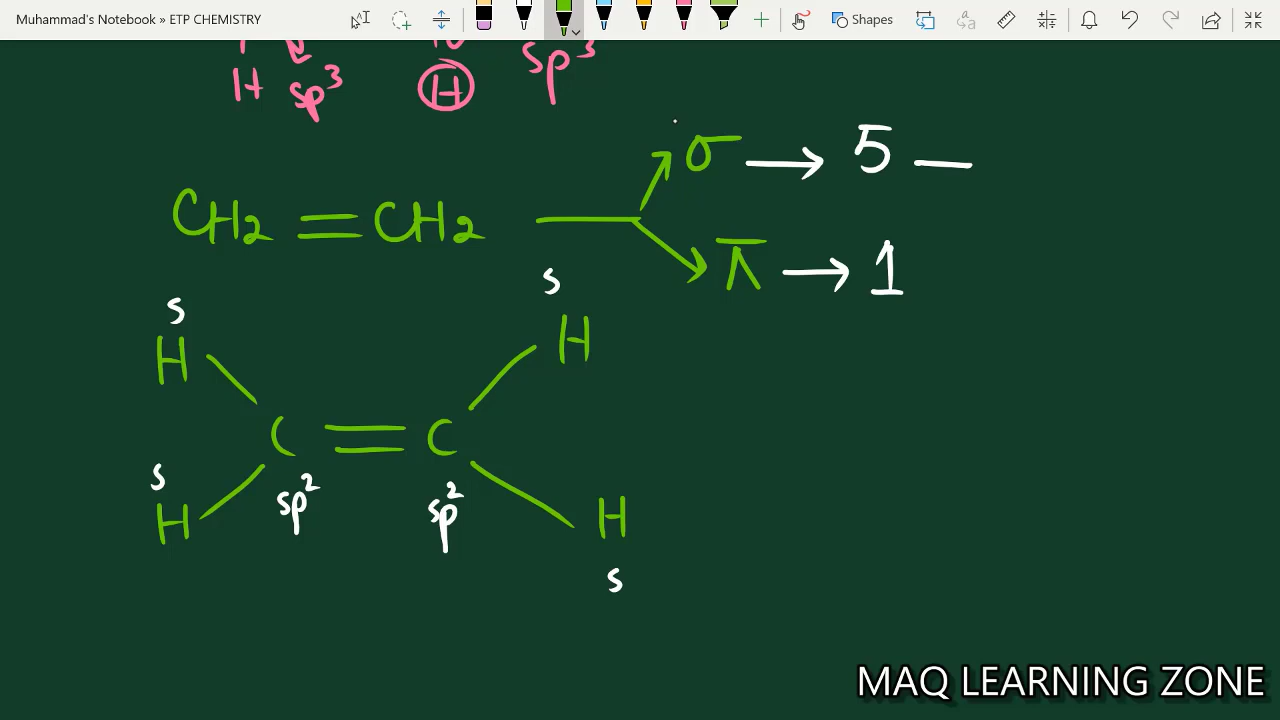 Muhammad's Notebook » ETP CHEMISTRY
Shapes
H sp³ H sp³
σ → 5 —
CH2 = CH2
π → 1
s
s
H H
C = C
s
sp² sp²
H H
s
MAQ LEARNING ZONE